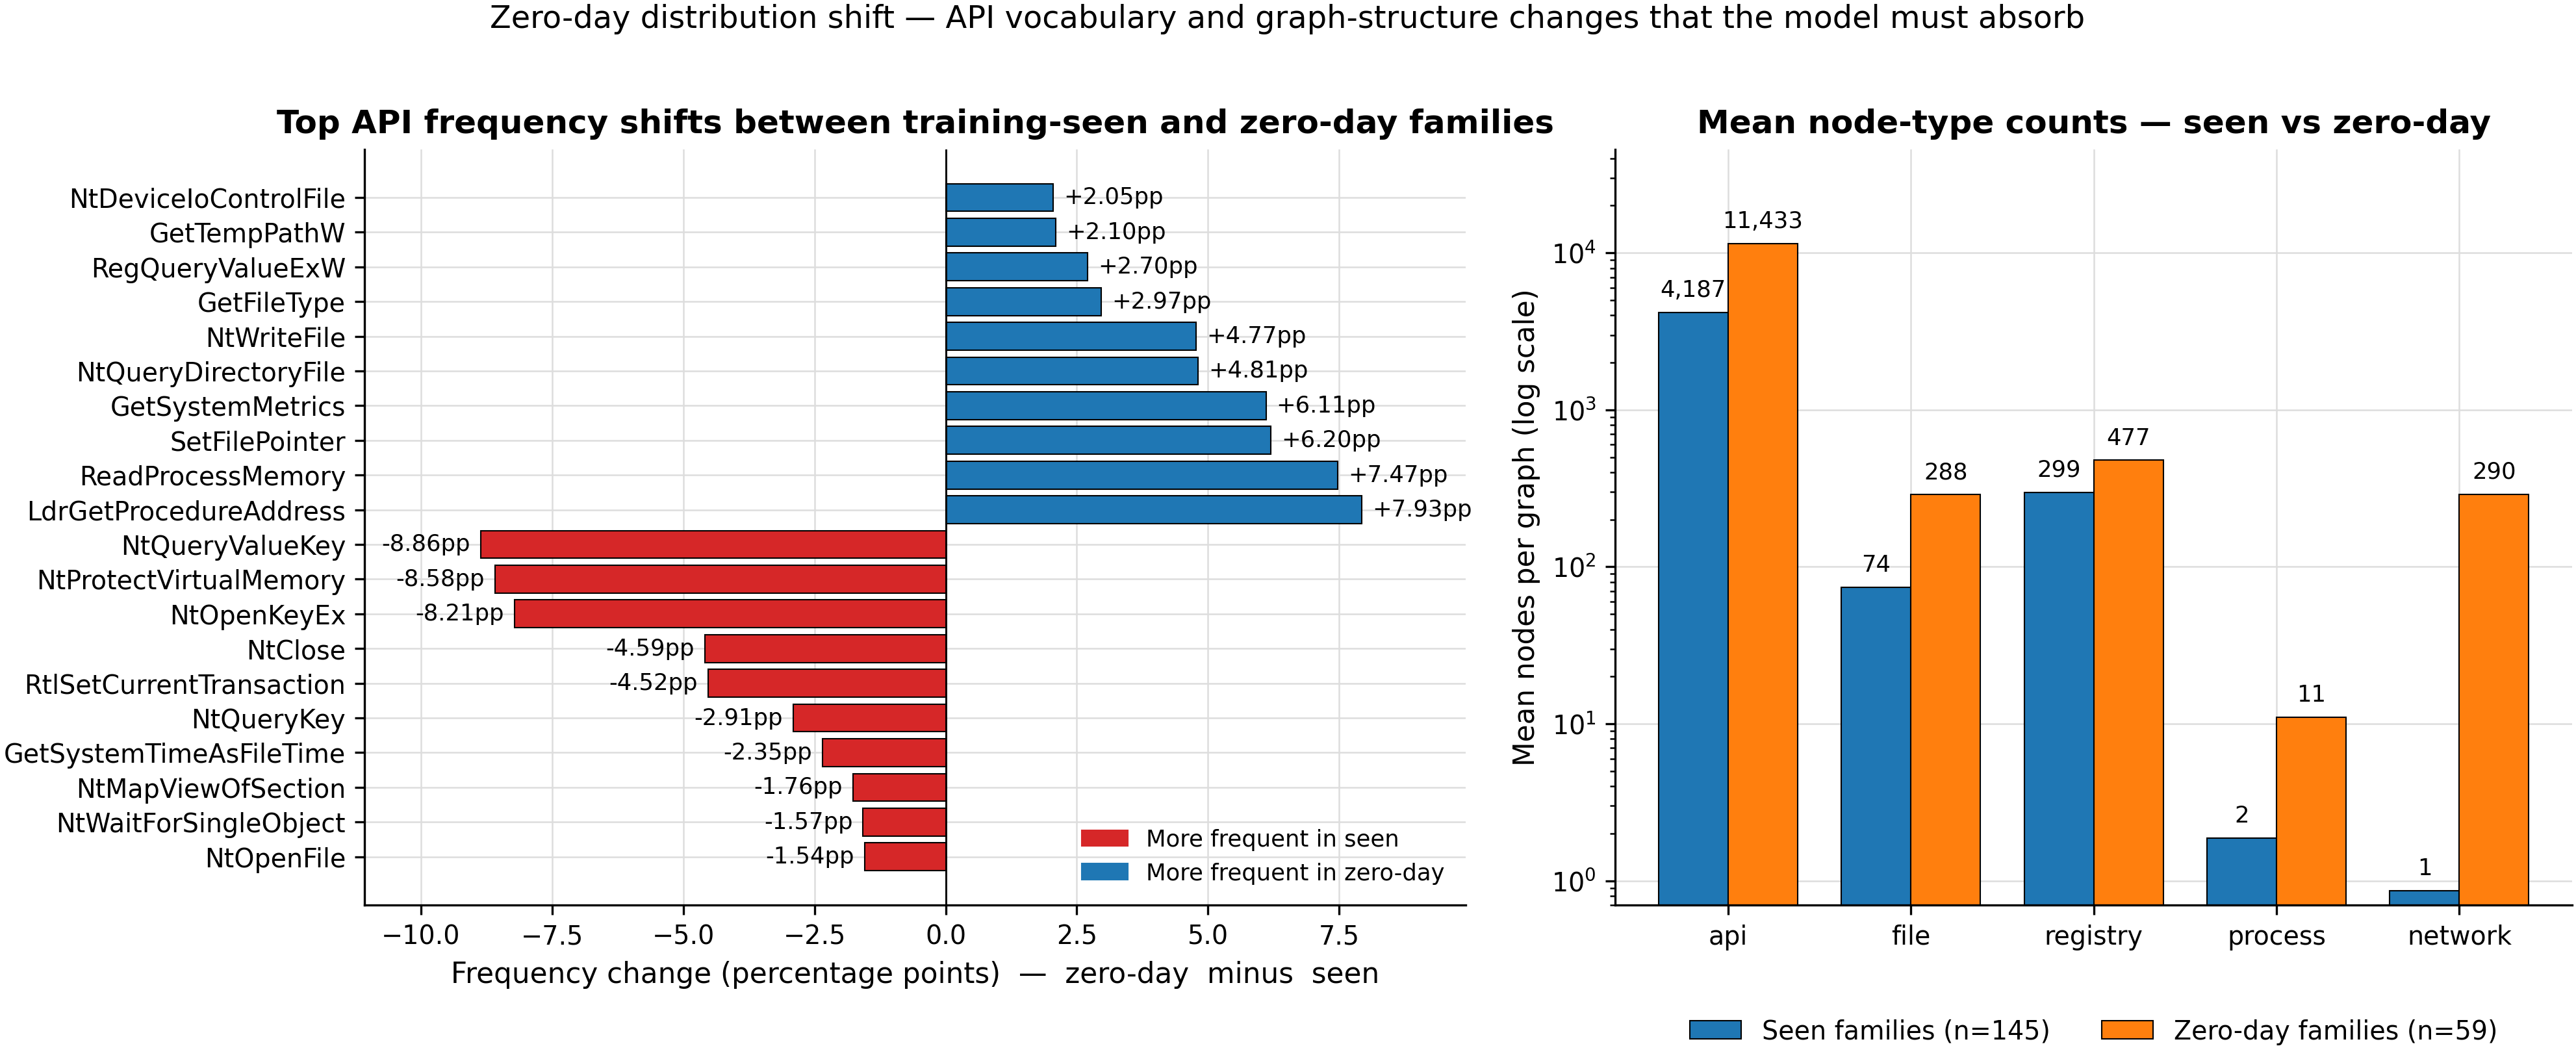 Zero-day distribution shift — API vocabulary and graph-structure changes that the model must absorb
Top API frequency shifts between training-seen and zero-day families
NtDeviceIoControlFile
+2.05pp
GetTempPathW
+2.10pp
RegQueryValueExW
+2.70pp
GetFileType
+2.97pp
NtWriteFile
+4.77pp
NtQueryDirectoryFile
+4.81pp
GetSystemMetrics
+6.11pp
SetFilePointer
+6.20pp
ReadProcessMemory
+7.47pp
LdrGetProcedureAddress
+7.93pp
NtQueryValueKey
-8.86pp
NtProtectVirtualMemory
-8.58pp
NtOpenKeyEx
-8.21pp
NtClose
-4.59pp
RtlSetCurrentTransaction
-4.52pp
NtQueryKey
-2.91pp
GetSystemTimeAsFileTime
-2.35pp
NtMapViewOfSection
-1.76pp
NtWaitForSingleObject
-1.57pp
NtOpenFile
-1.54pp
More frequent in seen
More frequent in zero-day
−10.0 −7.5 −5.0 −2.5 0.0 2.5 5.0 7.5
Frequency change (percentage points) — zero-day minus seen
Mean node-type counts — seen vs zero-day
Mean nodes per graph (log scale)
10⁴
10³
10²
10¹
10⁰
4,187
11,433
74
288
299
477
2
11
1
290
api file registry process network
Seen families (n=145)
Zero-day families (n=59)